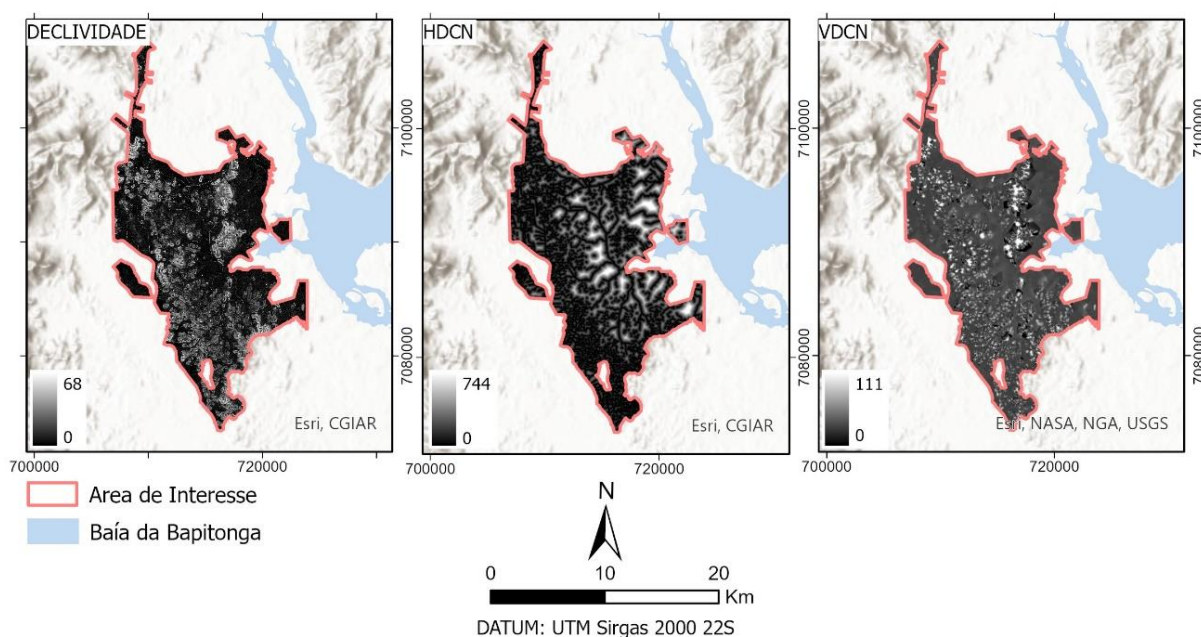 DECLIVIDADE
68
0
Esri, CGIAR
700000
720000
HDCN
744
0
Esri, CGIAR
700000
720000
7100000
7080000
VDCN
111
0
Esri, NASA, NGA, USGS
700000
720000
7100000
7080000
Area de Interesse
Baía da Bapitonga
N
0 10 20
Km
DATUM: UTM Sirgas 2000 22S